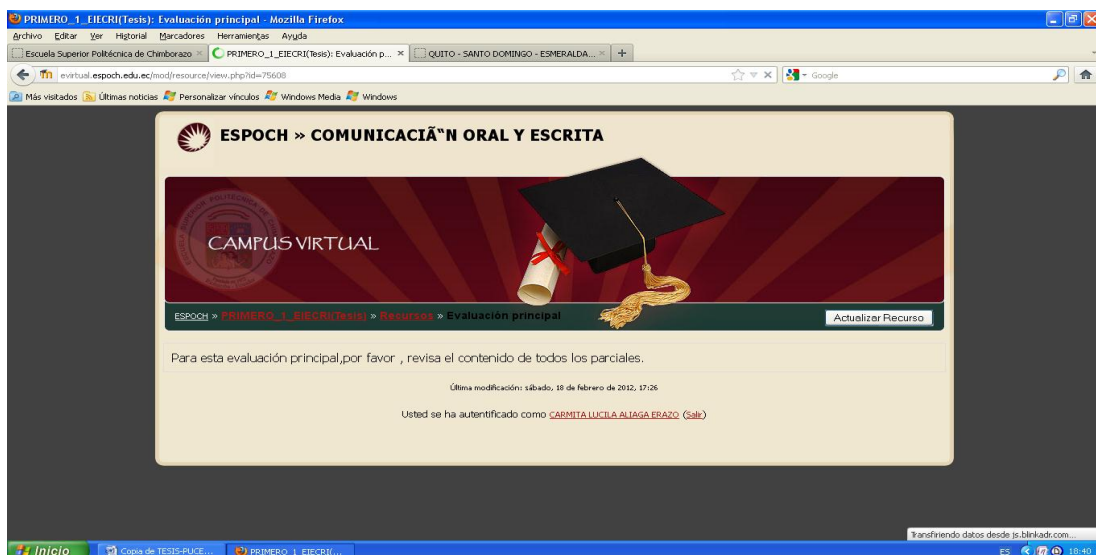 PRIMERO_1_EIECRI(Tesis): Evaluación principal - Mozilla Firefox
Archivo Editar Ver Historial Marcadores Herramientas Ayuda
Escuela Superior Politécnica de Chimborazo × PRIMERO_1_EIECRI(Tesis): Evaluación p... × QUITO - SANTO DOMINGO - ESMERALDA... × +
evirtual.espoch.edu.ec/mod/resource/view.php?id=75608 Google
Más visitados Últimas noticias Personalizar vínculos Windows Media Windows
ESPOCH » COMUNICACIÃ“N ORAL Y ESCRITA
CAMPUS VIRTUAL
ESPOCH » PRIMERO_1_EIECRI(Tesis) » Recursos » Evaluación principal Actualizar Recurso
Para esta evaluación principal,por favor , revisa el contenido de todos los parciales.
Última modificación: sábado, 18 de febrero de 2012, 17:26
Usted se ha autentificado como CARMITA LUCILA ALIAGA ERAZO (Salir)
Transfiriendo datos desde js.blinkadr.com...
Inicio Copia de TESIS-PUCE... PRIMERO_1_EIECRI(... ES 18:40